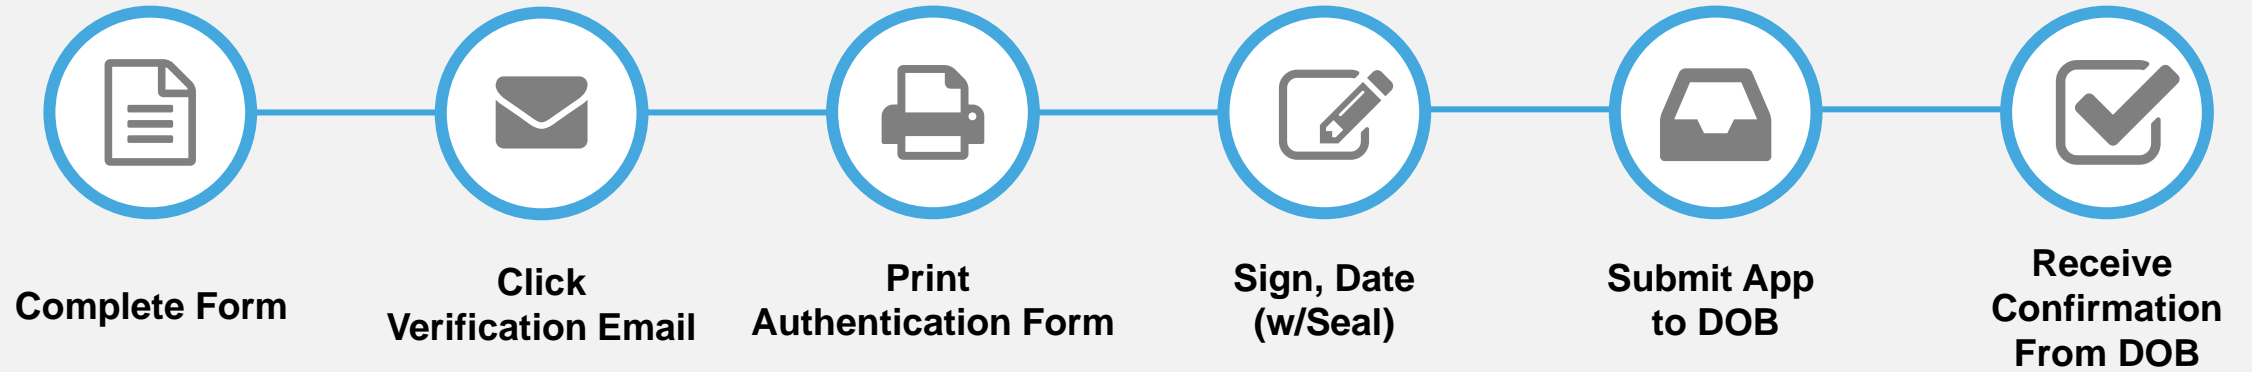 Complete Form
Click
Verification Email
Print
Authentication Form
Sign, Date
(w/Seal)
Submit App
to DOB
Receive
Confirmation
From DOB